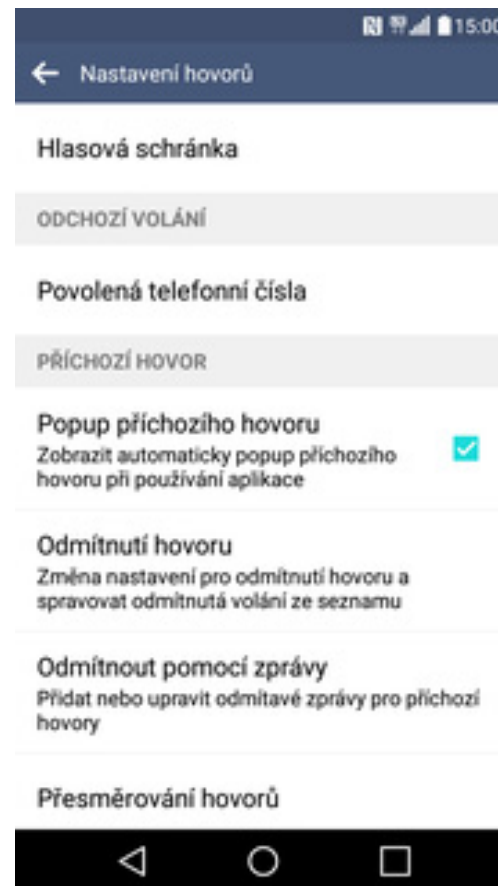 15:00
Nastavení hovorů
Hlasová schránka
ODCHOZÍ VOLÁNÍ
Povolená telefonní čísla
PŘÍCHOZÍ HOVOR
Popup příchozího hovoru
Zobrazit automaticky popup příchozího
hovoru při používání aplikace
Odmítnutí hovoru
Změna nastavení pro odmítnutí hovoru a
spravovat odmítnutá volání ze seznamu
Odmítnout pomocí zprávy
Přidat nebo upravit odmítavé zprávy pro příchozí
hovory
Přesměrování hovorů